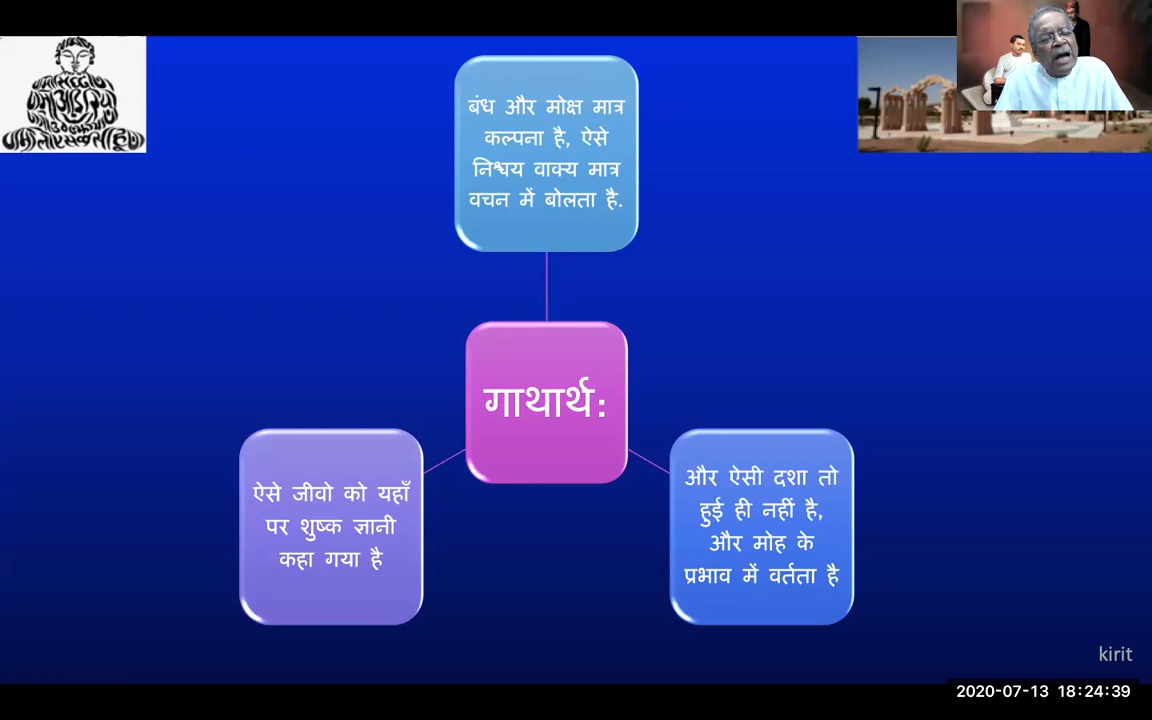 बंध और मोक्ष मात्र
कल्पना है, ऐसे
निश्चय वाक्य मात्र
वचन में बोलता है.
गाथार्थ:
और ऐसी दशा तो
हुई ही नहीं है,
और मोह के
प्रभाव में वर्तता है
ऐसे जीवो को यहाँ
पर शुष्क ज्ञानी
कहा गया है
kirit
2020-07-13 18:24:39